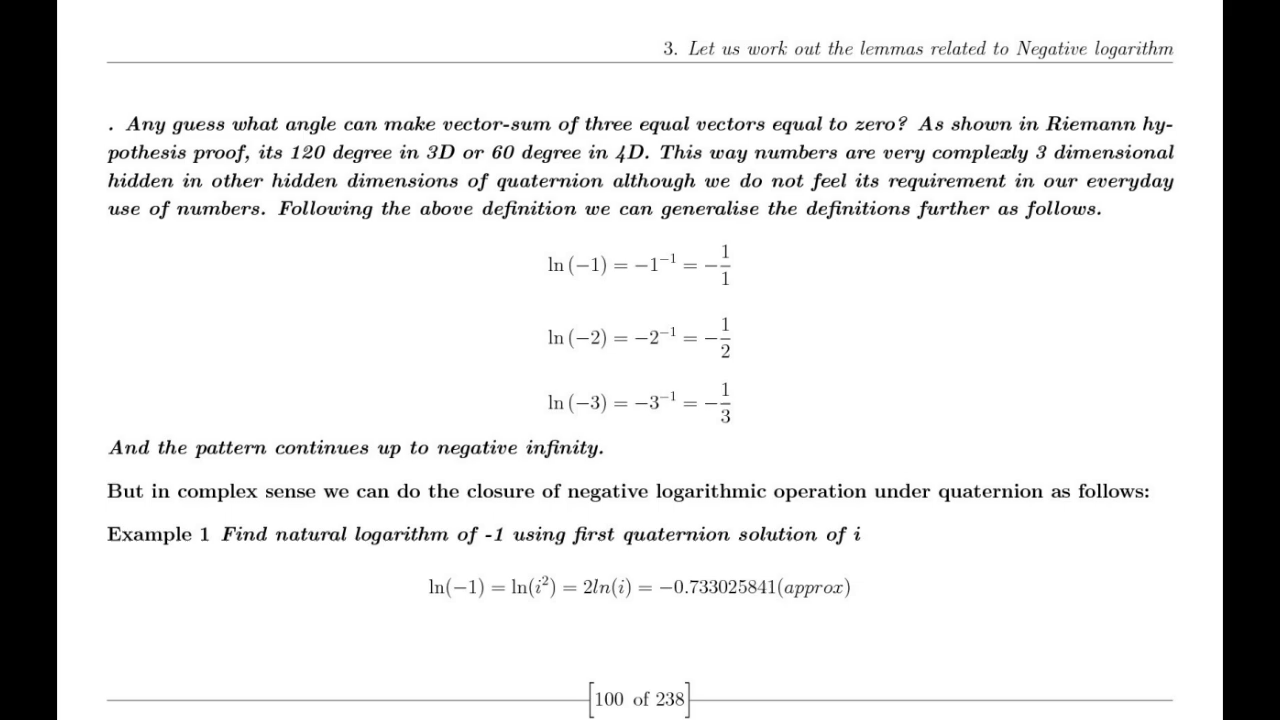 3. Let us work out the lemmas related to Negative logarithm
. Any guess what angle can make vector-sum of three equal vectors equal to zero? As shown in Riemann hy-
pothesis proof, its 120 degree in 3D or 60 degree in 4D. This way numbers are very complexly 3 dimensional
hidden in other hidden dimensions of quaternion although we do not feel its requirement in our everyday
use of numbers. Following the above definition we can generalise the definitions further as follows.
ln (−1) = −1⁻¹ = −1/1
ln (−2) = −2⁻¹ = −1/2
ln (−3) = −3⁻¹ = −1/3
And the pattern continues up to negative infinity.
But in complex sense we can do the closure of negative logarithmic operation under quaternion as follows:
Example 1 Find natural logarithm of -1 using first quaternion solution of i
ln(−1) = ln(i²) = 2ln(i) = −0.733025841(approx)
[100 of 238]